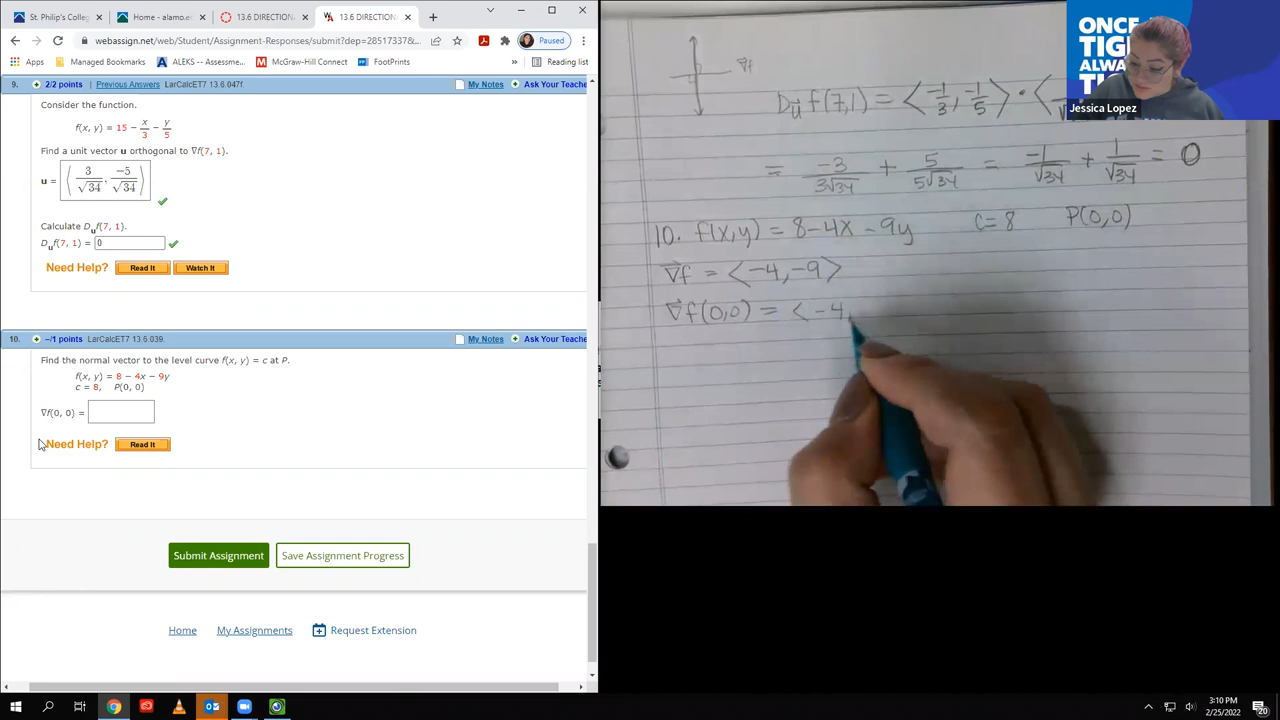 St. Philip's Colleg
Home - alamo.ed
13.6 DIRECTION
13.6 DIRECTION
webassign.net/web/Student/Assignment-Responses/submit?dep=28517337&...
Paused
Apps
Managed Bookmarks
ALEKS -- Assessme...
McGraw-Hill Connect
FootPrints
Reading list
9. 2/2 points Previous Answers LarCalcET7 13.6.047f. My Notes Ask Your Teache
Consider the function.
f(x, y) = 15 − x/3 − y/5
Find a unit vector u orthogonal to ∇f(7, 1).
u = ⟨3/√34, −5/√34⟩
Calculate Duf(7, 1).
Duf(7, 1) = 0
Need Help? Read It Watch It
10. −/1 points LarCalcET7 13.6.039. My Notes Ask Your Teache
Find the normal vector to the level curve f(x, y) = c at P.
f(x, y) = 8 − 4x − 9y
c = 8, P(0, 0)
∇f(0, 0) =
Need Help? Read It
Submit Assignment Save Assignment Progress
Home My Assignments Request Extension
∇f
Duf(7,1) = ⟨-1/3, -1/5⟩ · ⟨
= -3/3√34 + 5/5√34 = -1/√34 + 1/√34 = 0
10. f(x,y) = 8-4x-9y c=8 P(0,0)
∇f = ⟨-4,-9⟩
∇f(0,0) = ⟨-4,
ONCE
TIG
ALWA
Jessica Lopez
3:10 PM
2/25/2022
20